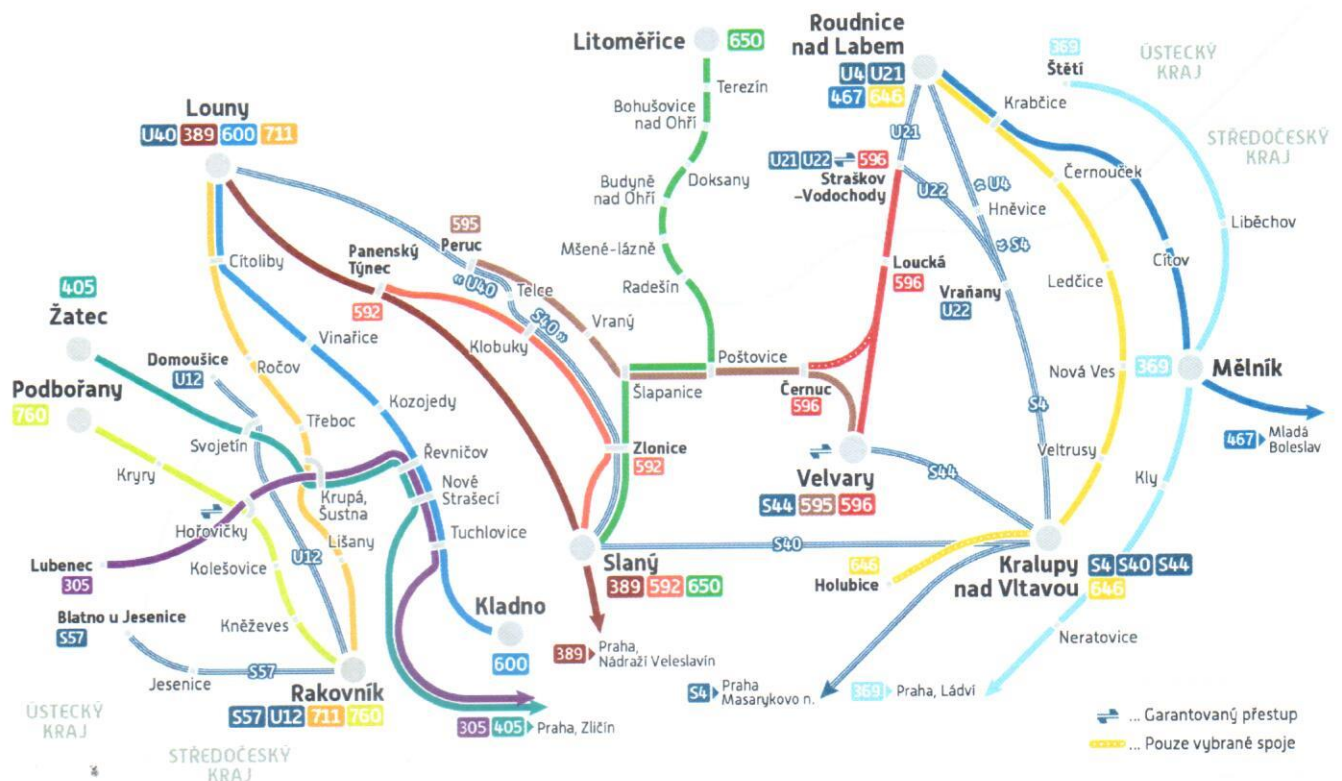 Litoměřice
650
Terezín
Bohušovice
nad Ohří
Doksany
Budyně
nad Ohří
Mšené-lázně
Radešín
Roudnice
nad Labem
U4 U21
467 646
369
Štětí
ÚSTECKÝ
KRAJ
STŘEDOČESKÝ
KRAJ
Krabčice
Černouček
Liběchov
Cítov
Ledčice
Nová Ves
369
Mělník
467
Mladá
Boleslav
Louny
U40 389 600 711
U21
U21 U22 596
Straškov
-Vodochody
U22
U4
Hněvice
S4
Loucká
596
Vraňany
U22
S4
595
Peruc
Panenský
Týnec
592
« U40
Telce
S40 »
Vraný
Klobuky
Šlapanice
Poštovice
Černuc
596
Zlonice
592
Velvary
S44 595 596
S44
Veltrusy
Kly
Cítoliby
405
Žatec
Podbořany
760
Domoušice
U12
Vinařice
Ročov
Kozojedy
Třeboc
Svojetín
Řevničov
Nové
Strašecí
Krupá,
Šustna
Tuchlovice
Kryry
Hořovičky
Lišany
U12
Lubenec
305
Kolešovice
Blatno u Jesenice
S57
Kněževes
Jesenice
S57
Rakovník
S57 U12 711 760
Kladno
600
Slaný
389 592 650
S40
646
Holubice
Kralupy
nad Vltavou
S4 S40 S44
646
Neratovice
389
Praha,
Nádraží Veleslavín
S4
Praha
Masarykovo n.
369
Praha, Ládví
305 405
Praha, Zličín
ÚSTECKÝ
KRAJ
STŘEDOČESKÝ
KRAJ
... Garantovaný přestup
... Pouze vybrané spoje